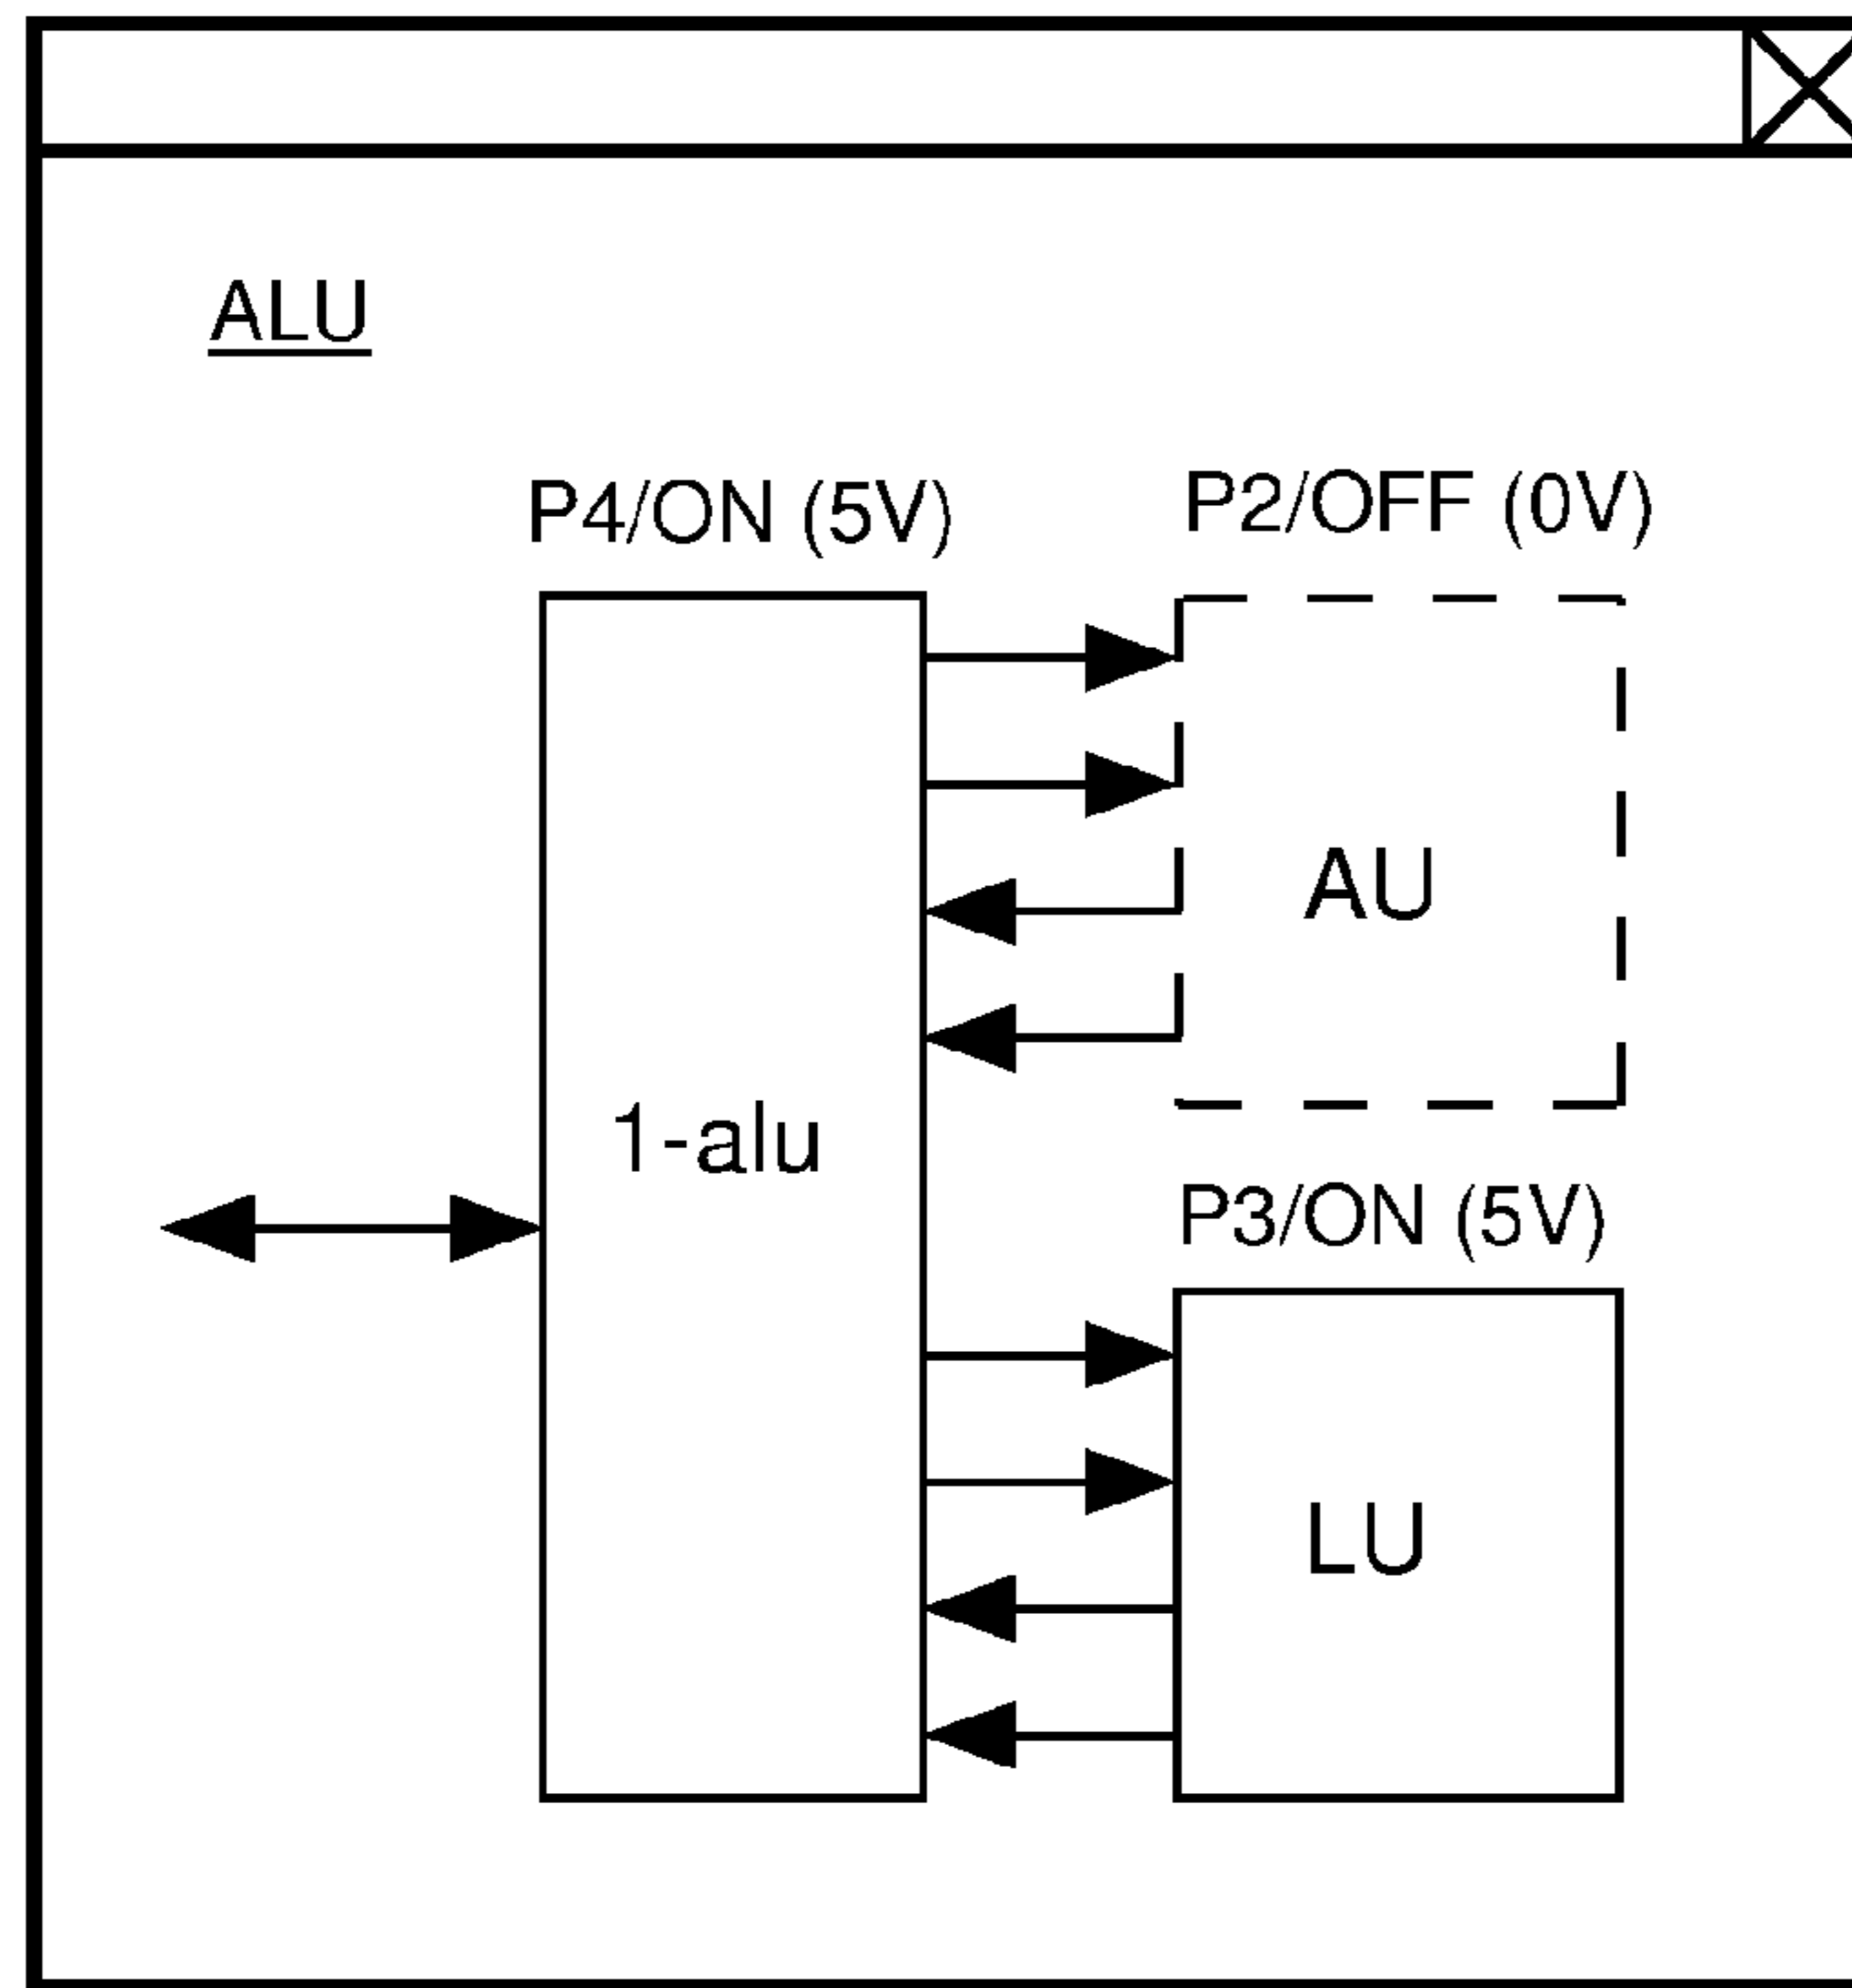 ALU
P4/ON (5V)
P2/OFF (0V)
AU
1-alu
P3/ON (5V)
LU